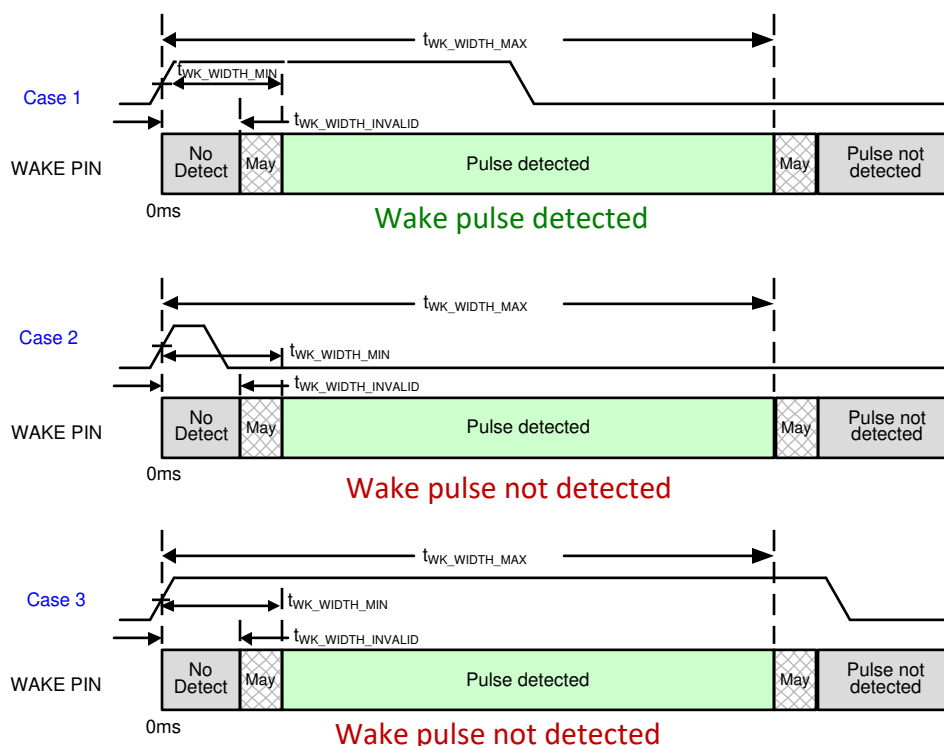 tWK_WIDTH_MAX
tWK_WIDTH_MIN
Case 1
tWK_WIDTH_INVALID
WAKE PIN
No
Detect
May
Pulse detected
May
Pulse not
detected
0ms
Wake pulse detected
tWK_WIDTH_MAX
Case 2
tWK_WIDTH_MIN
tWK_WIDTH_INVALID
WAKE PIN
No
Detect
May
Pulse detected
May
Pulse not
detected
0ms
Wake pulse not detected
tWK_WIDTH_MAX
Case 3
tWK_WIDTH_MIN
tWK_WIDTH_INVALID
WAKE PIN
No
Detect
May
Pulse detected
May
Pulse not
detected
0ms
Wake pulse not detected